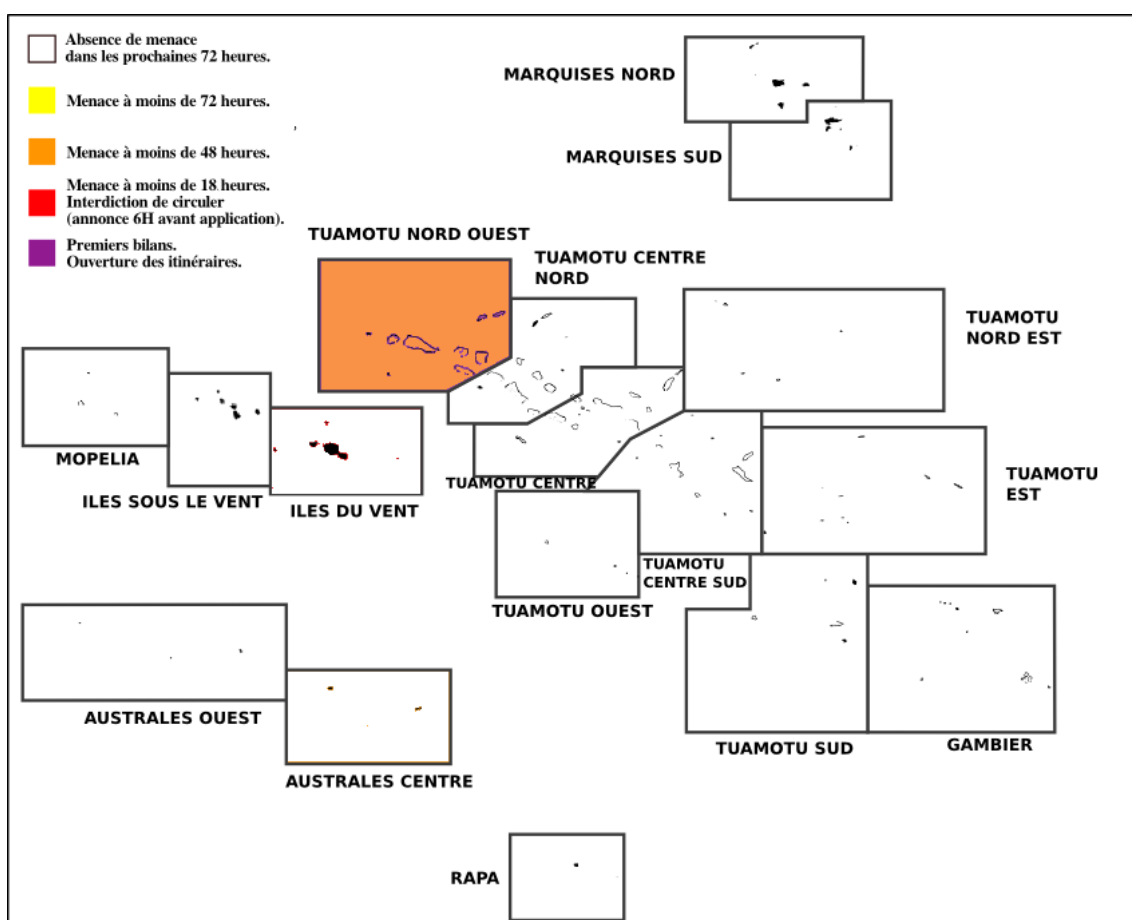 Absence de menace
dans les prochaines 72 heures.
Menace à moins de 72 heures.
Menace à moins de 48 heures.
Menace à moins de 18 heures.
Interdiction de circuler
(annonce 6H avant application).
Premiers bilans.
Ouverture des itinéraires.
MARQUISES NORD
MARQUISES SUD
TUAMOTU NORD OUEST
TUAMOTU CENTRE
NORD
TUAMOTU
NORD EST
MOPELIA
ILES SOUS LE VENT
ILES DU VENT
TUAMOTU CENTRE
TUAMOTU
EST
TUAMOTU
CENTRE SUD
TUAMOTU OUEST
AUSTRALES OUEST
AUSTRALES CENTRE
TUAMOTU SUD
GAMBIER
RAPA